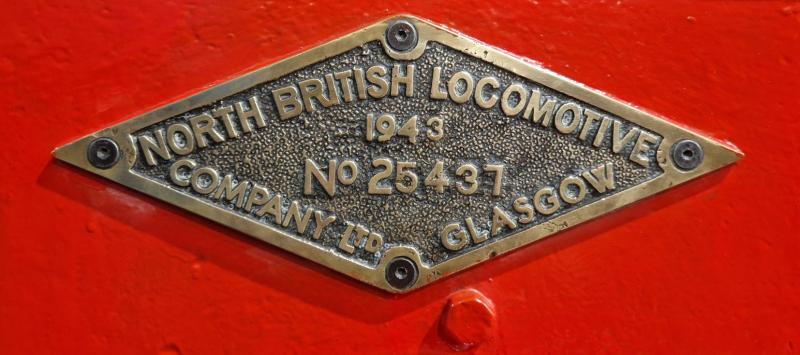 NORTH BRITISH LOCOMOTIVE
1943
No 25437
COMPANY LTD. GLASGOW